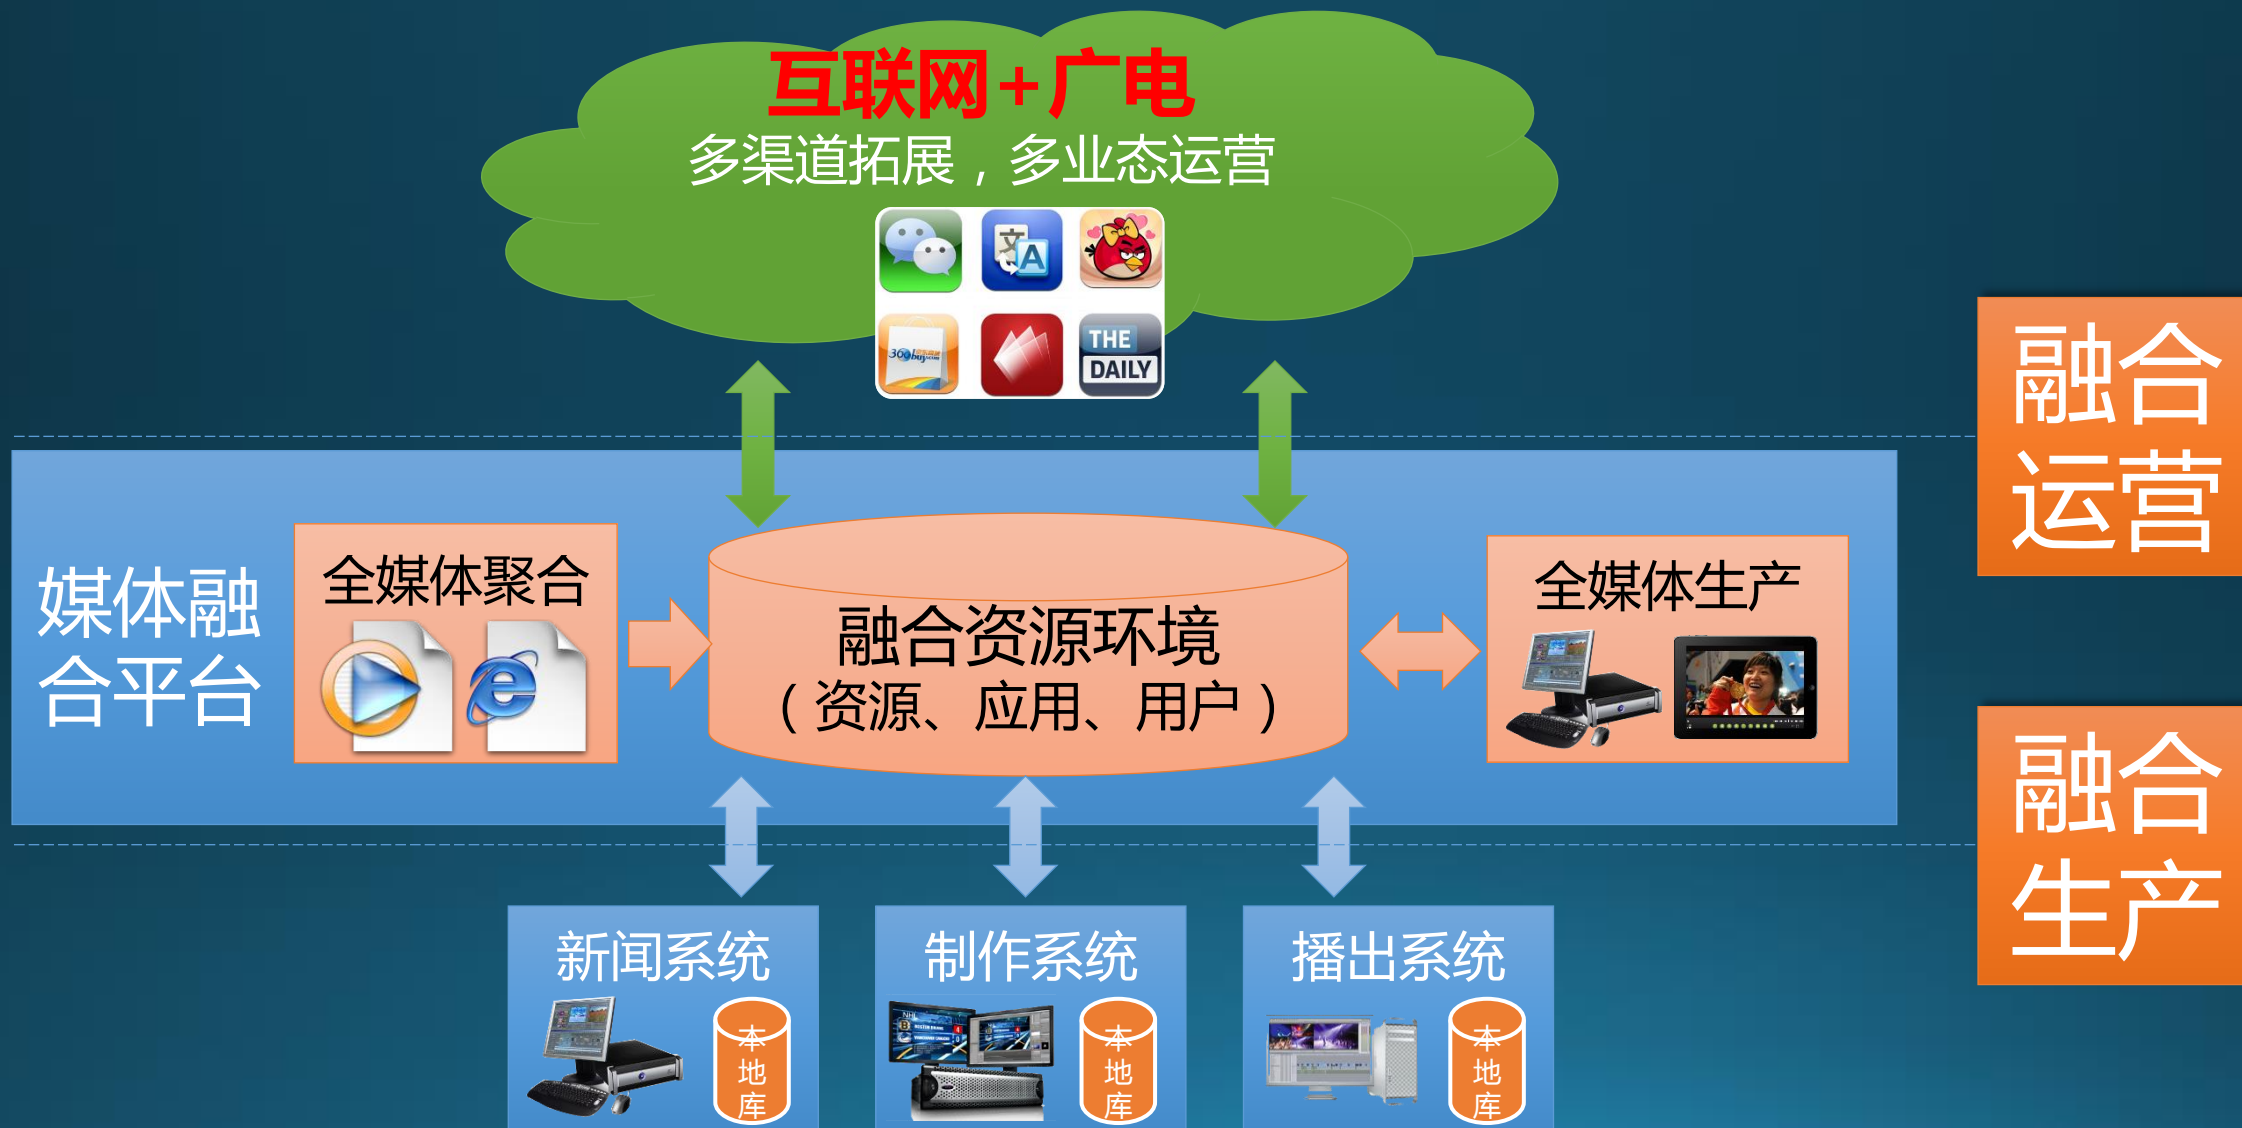 互联网+广电
多渠道拓展，多业态运营
文
A
360buy.com
THE
DAILY
融合
运营
媒体融
合平台
全媒体聚合
融合资源环境
（资源、应用、用户）
全媒体生产
融合
生产
新闻系统
本
地
库
制作系统
本
地
库
播出系统
本
地
库